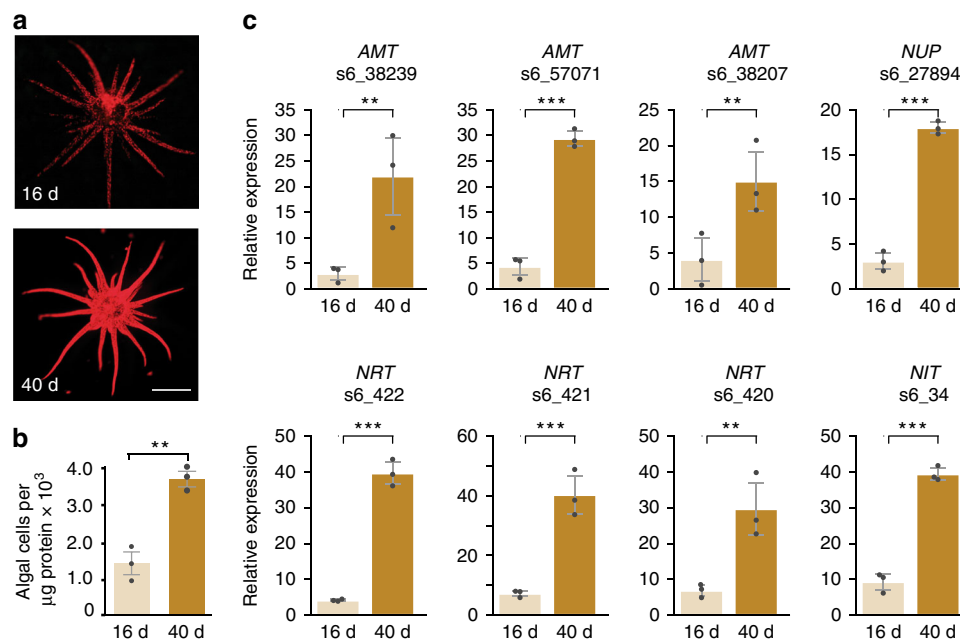 a
16 d
40 d
b
**
Algal cells per
μg protein × 10³
4.0
3.0
2.0
1.0
0
16 d 40 d
c
AMT
s6_38239
**
Relative expression
35
30
25
20
15
10
5
0
16 d 40 d
AMT
s6_57071
***
35
30
25
20
15
10
5
0
16 d 40 d
AMT
s6_38207
**
25
20
15
10
5
0
16 d 40 d
NUP
s6_27894
***
20
15
10
5
0
16 d 40 d
NRT
s6_422
***
Relative expression
50
40
30
20
10
0
16 d 40 d
NRT
s6_421
***
60
40
20
0
16 d 40 d
NRT
s6_420
**
50
40
30
20
10
0
16 d 40 d
NIT
s6_34
***
50
40
30
20
10
0
16 d 40 d